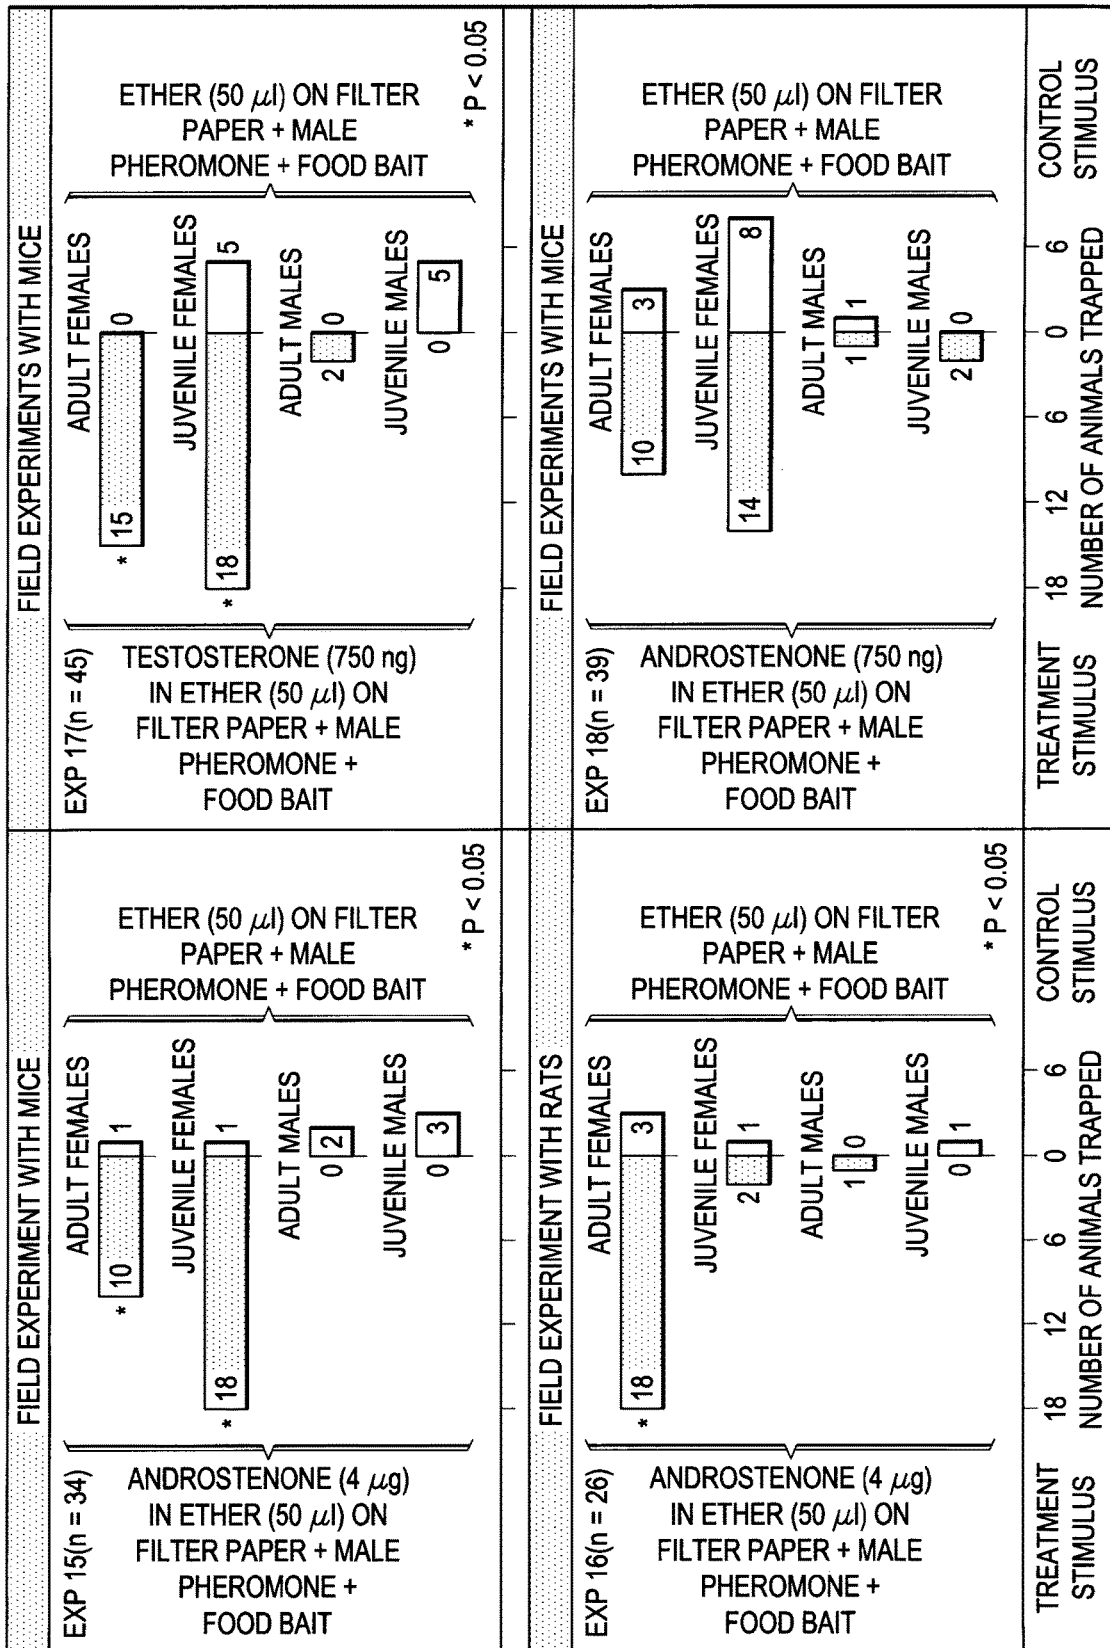 FIELD EXPERIMENT WITH MICE
EXP 15(n = 34)
ANDROSTENONE (4 μg)
IN ETHER (50 μl) ON
FILTER PAPER + MALE
PHEROMONE +
FOOD BAIT
ADULT FEMALES
* 10 1
JUVENILE FEMALES
* 18 1
ADULT MALES
0 2
JUVENILE MALES
0 3
ETHER (50 μl) ON FILTER
PAPER + MALE
PHEROMONE + FOOD BAIT
* P < 0.05
FIELD EXPERIMENT WITH RATS
EXP 16(n = 26)
ANDROSTENONE (4 μg)
IN ETHER (50 μl) ON
FILTER PAPER + MALE
PHEROMONE +
FOOD BAIT
ADULT FEMALES
* 18 3
JUVENILE FEMALES
2 1
ADULT MALES
1 0
JUVENILE MALES
0 1
ETHER (50 μl) ON FILTER
PAPER + MALE
PHEROMONE + FOOD BAIT
* P < 0.05
18 12 6 0 6
TREATMENT
STIMULUS
NUMBER OF ANIMALS TRAPPED
CONTROL
STIMULUS
FIELD EXPERIMENTS WITH MICE
EXP 17(n = 45)
TESTOSTERONE (750 ng)
IN ETHER (50 μl) ON
FILTER PAPER + MALE
PHEROMONE +
FOOD BAIT
ADULT FEMALES
* 15 0
JUVENILE FEMALES
* 18 5
ADULT MALES
2 0
JUVENILE MALES
0 5
ETHER (50 μl) ON FILTER
PAPER + MALE
PHEROMONE + FOOD BAIT
* P < 0.05
FIELD EXPERIMENTS WITH MICE
EXP 18(n = 39)
ANDROSTENONE (750 ng)
IN ETHER (50 μl) ON
FILTER PAPER + MALE
PHEROMONE +
FOOD BAIT
ADULT FEMALES
10 3
JUVENILE FEMALES
14 8
ADULT MALES
1 1
JUVENILE MALES
2 0
ETHER (50 μl) ON FILTER
PAPER + MALE
PHEROMONE + FOOD BAIT
18 12 6 0 6
TREATMENT
STIMULUS
NUMBER OF ANIMALS TRAPPED
CONTROL
STIMULUS